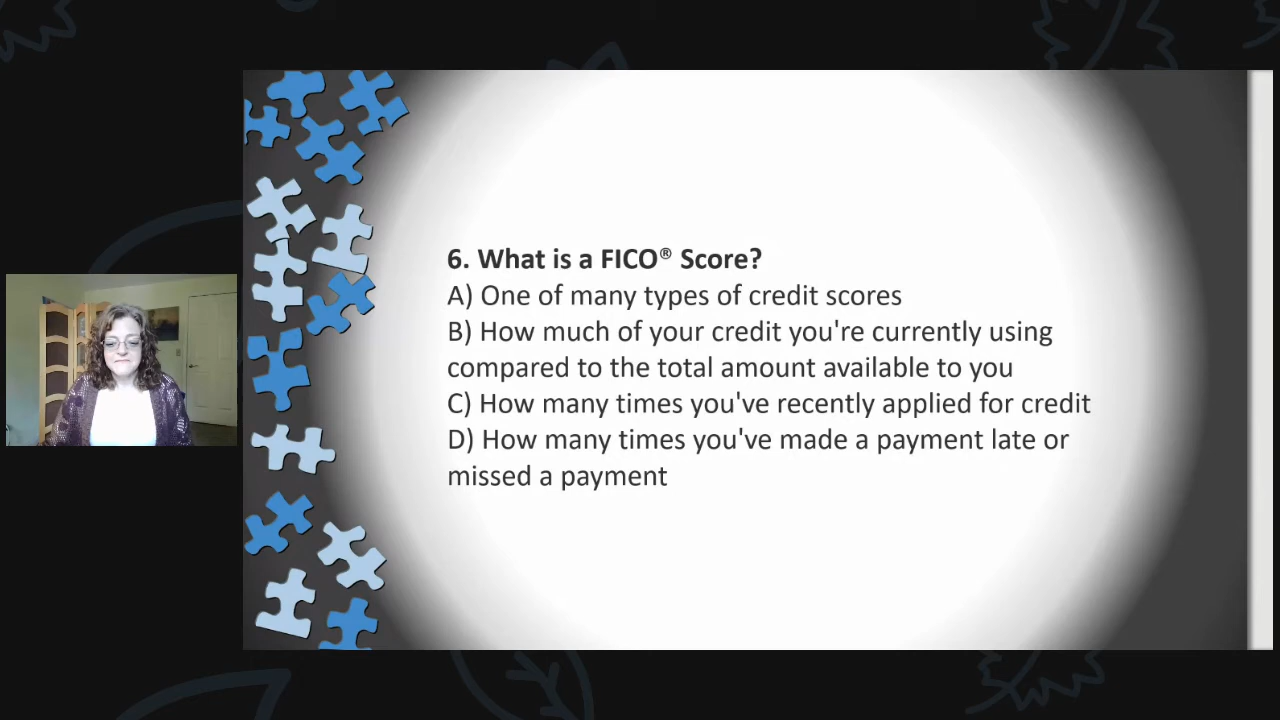 6. What is a FICO® Score?
A) One of many types of credit scores
B) How much of your credit you're currently using
compared to the total amount available to you
C) How many times you've recently applied for credit
D) How many times you've made a payment late or
missed a payment